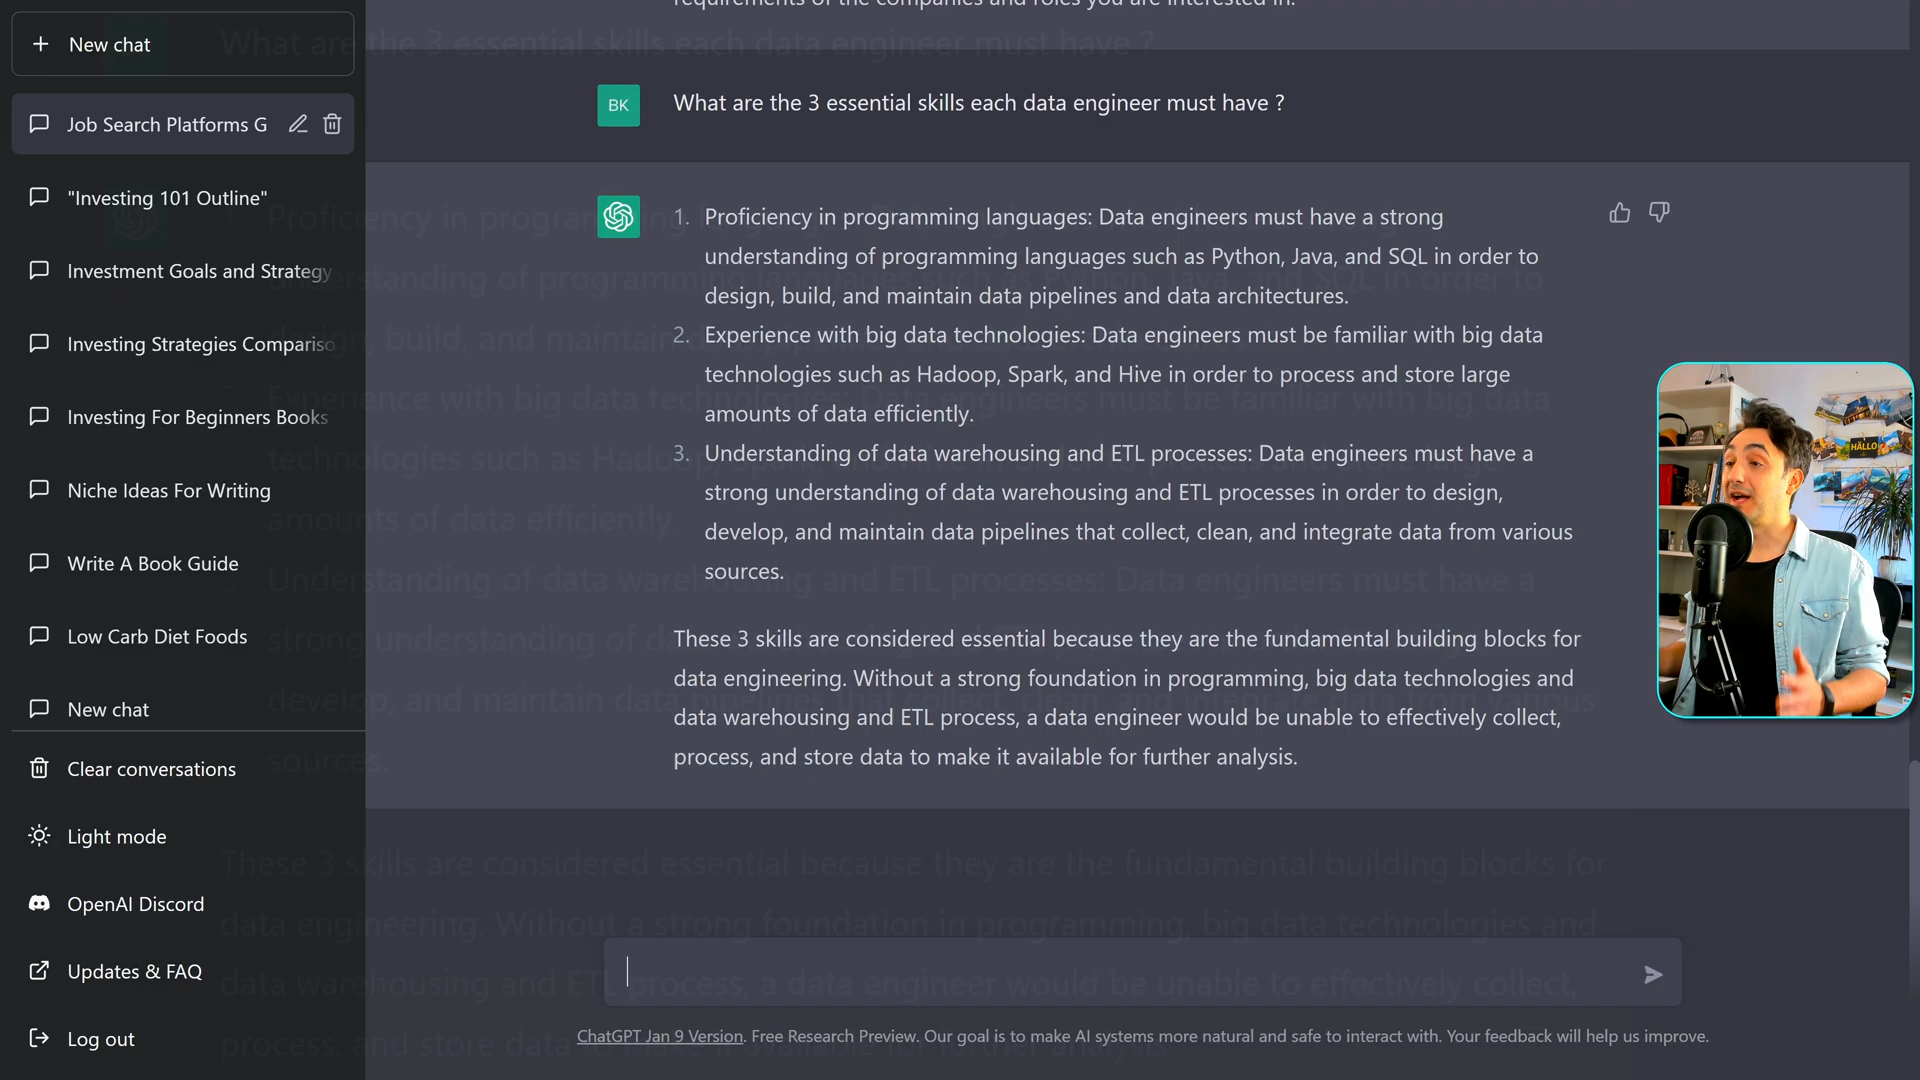 requirements of the companies and roles you are interested in.
New chat
Job Search Platforms G
"Investing 101 Outline"
Investment Goals and Strategy
Investing Strategies Compariso
Investing For Beginners Books
Niche Ideas For Writing
Write A Book Guide
Low Carb Diet Foods
New chat
Clear conversations
Light mode
OpenAI Discord
Updates & FAQ
Log out
BK
What are the 3 essential skills each data engineer must have ?
1. Proficiency in programming languages: Data engineers must have a strong
understanding of programming languages such as Python, Java, and SQL in order to
design, build, and maintain data pipelines and data architectures.
2. Experience with big data technologies: Data engineers must be familiar with big data
technologies such as Hadoop, Spark, and Hive in order to process and store large
amounts of data efficiently.
3. Understanding of data warehousing and ETL processes: Data engineers must have a
strong understanding of data warehousing and ETL processes in order to design,
develop, and maintain data pipelines that collect, clean, and integrate data from various
sources.
These 3 skills are considered essential because they are the fundamental building blocks for
data engineering. Without a strong foundation in programming, big data technologies and
data warehousing and ETL process, a data engineer would be unable to effectively collect,
process, and store data to make it available for further analysis.
HÄLLO
ChatGPT Jan 9 Version. Free Research Preview. Our goal is to make AI systems more natural and safe to interact with. Your feedback will help us improve.